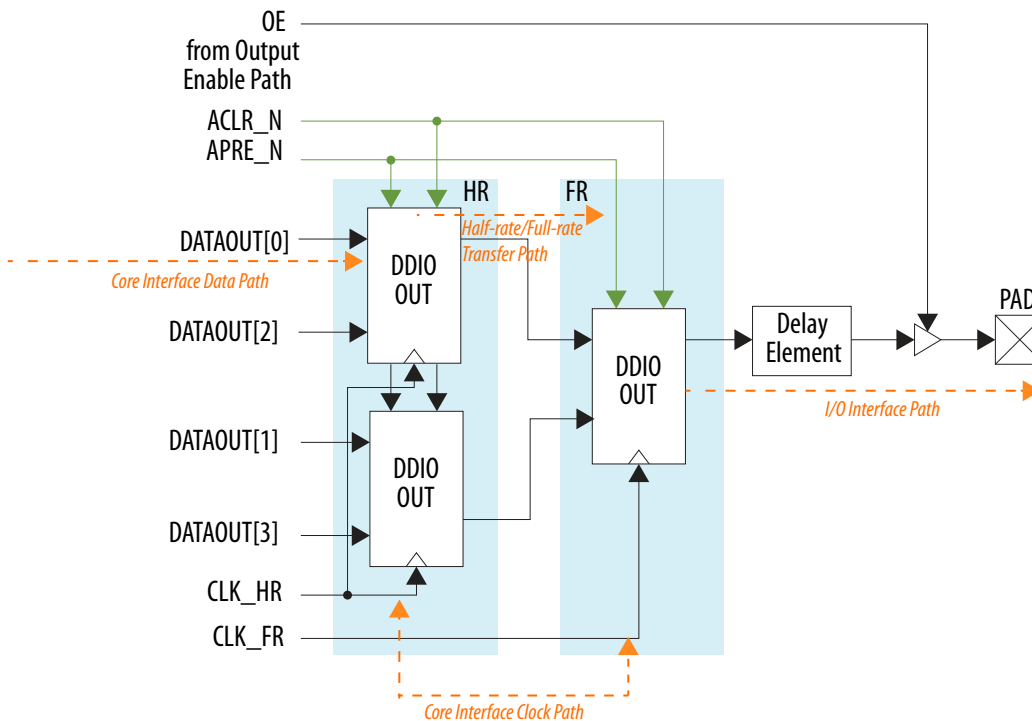 OE
from Output
Enable Path
ACLR_N
APRE_N
HR
FR
Half-rate/Full-rate
Transfer Path
DATAOUT[0]
Core Interface Data Path
DDIO
OUT
DATAOUT[2]
PAD
Delay
Element
DDIO
OUT
I/O Interface Path
DATAOUT[1]
DDIO
OUT
DATAOUT[3]
CLK_HR
CLK_FR
Core Interface Clock Path